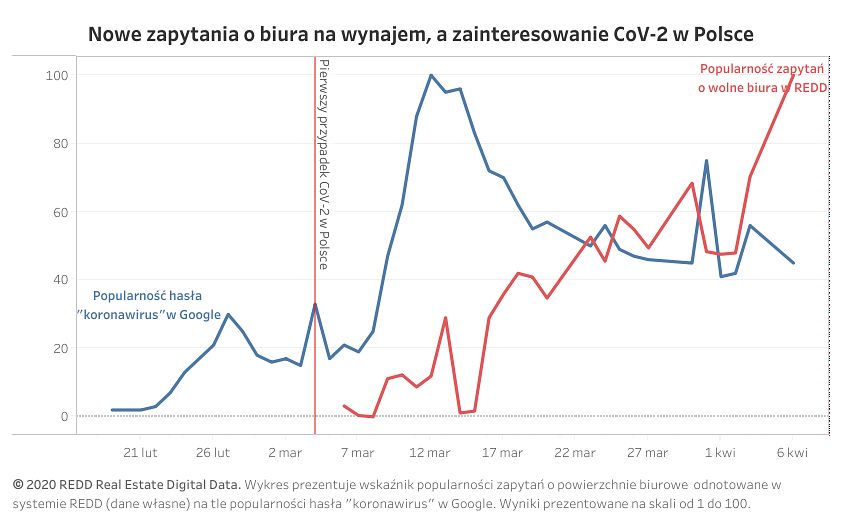 Nowe zapytania o biura na wynajem, a zainteresowanie CoV-2 w Polsce
Popularność zapytań
o wolne biura w REDD
Pierwszy przypadek CoV-2 w Polsce
100
80
60
40
20
0
Popularność hasła
"koronawirus"w Google
21 lut
26 lut
2 mar
7 mar
12 mar
17 mar
22 mar
27 mar
1 kwi
6 kwi
© 2020 REDD Real Estate Digital Data. Wykres prezentuje wskaźnik popularności zapytań o powierzchnie biurowe odnotowane w
systemie REDD (dane własne) na tle popularności hasła "koronawirus" w Google. Wyniki prezentowane na skali od 1 do 100.